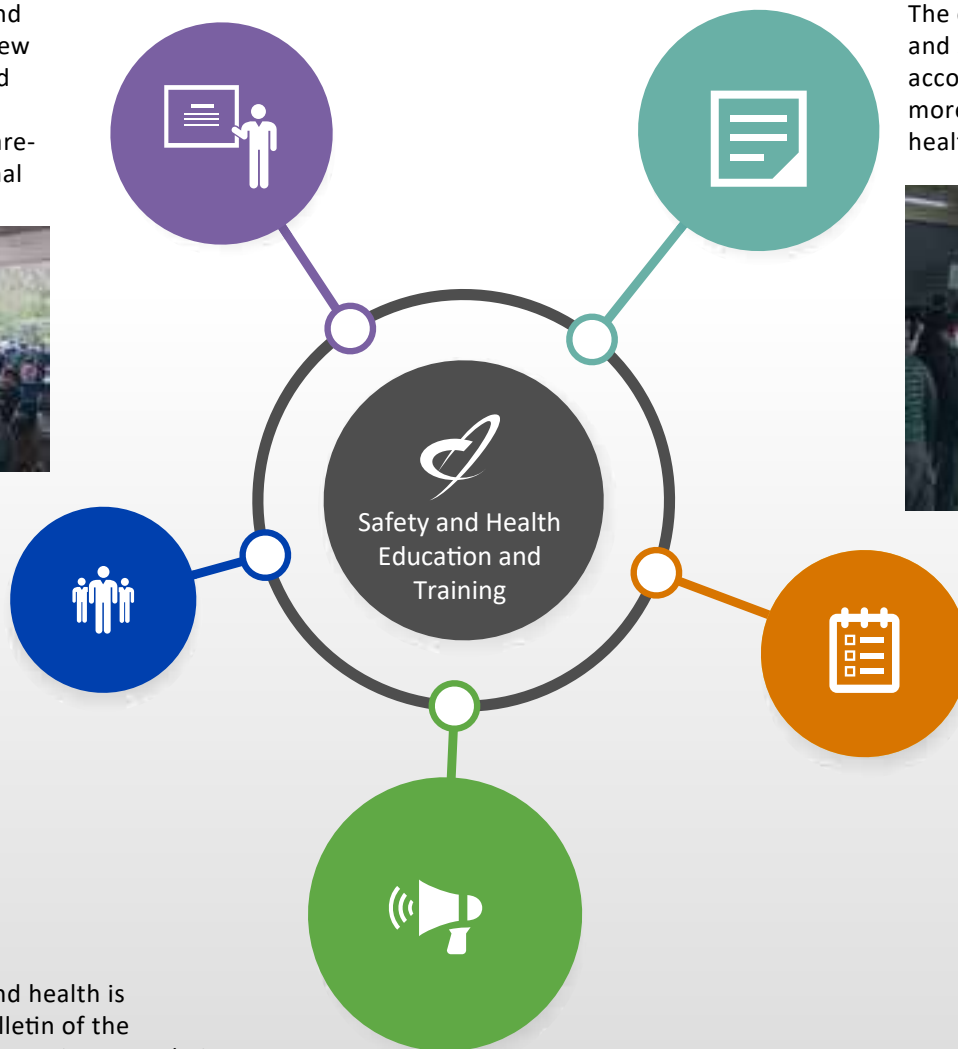 nd
ew
d
are-
nal
The
and
acco
more
healt
Safety and Health
Education and
Training
nd health is
lletin of the